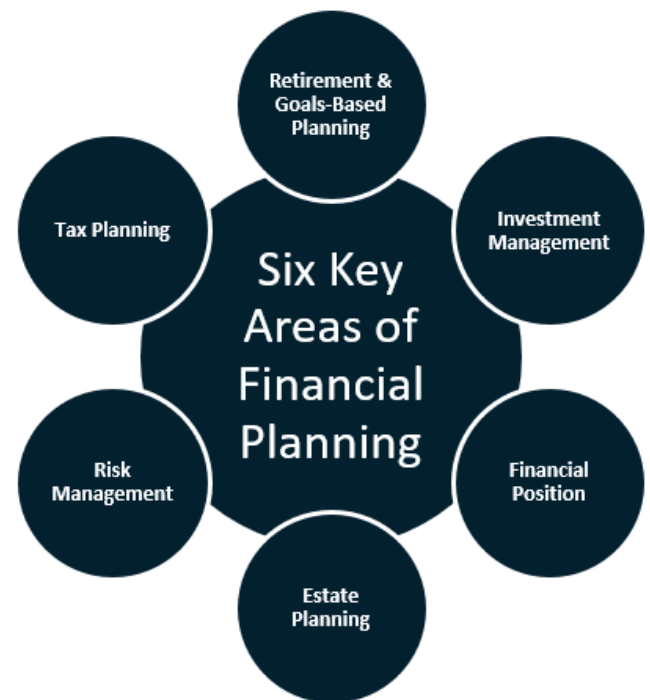 Retirement &
Goals-Based
Planning
Investment
Management
Financial
Position
Estate
Planning
Risk
Management
Tax Planning
Six Key
Areas of
Financial
Planning